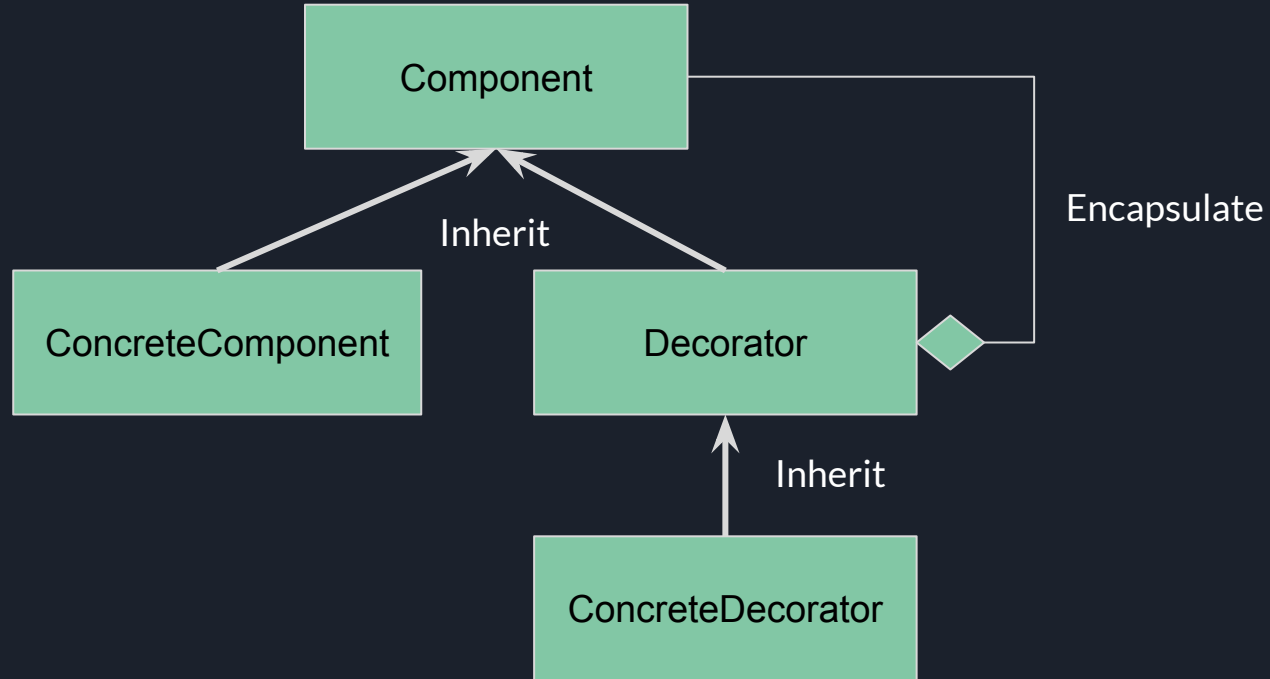 Component
Encapsulate
Inherit
ConcreteComponent
Decorator
Inherit
ConcreteDecorator